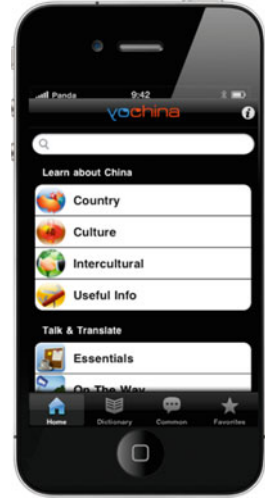 Panda 9:42
yochina
Learn about China
Country
Culture
Intercultural
Useful Info
Talk & Translate
Essentials
On The Way
Home Dictionary Common Favorites